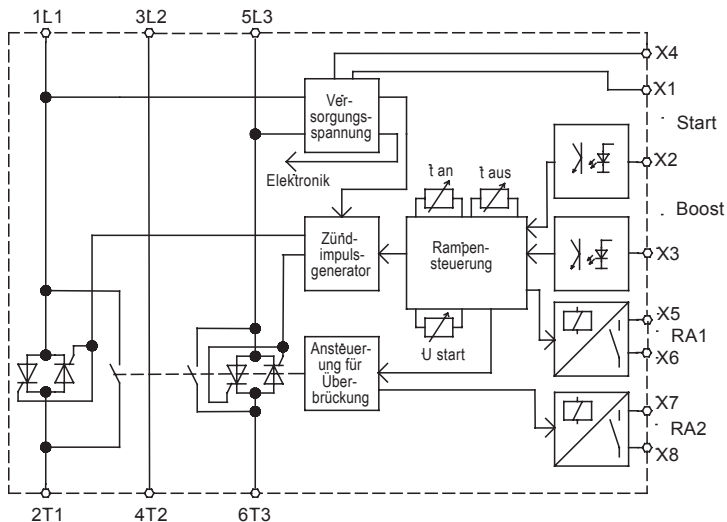 1L1
3L2
5L3
X4
X1
Ver-
sorgungs-
spannung
Start
X2
Elektronik
t an
t aus
Boost
Zünd-
impuls-
generator
Rampen-
steuerung
X3
X5
RA1
X6
U start
Ansteuer-
ung für
Über-
brückung
X7
RA2
X8
2T1
4T2
6T3